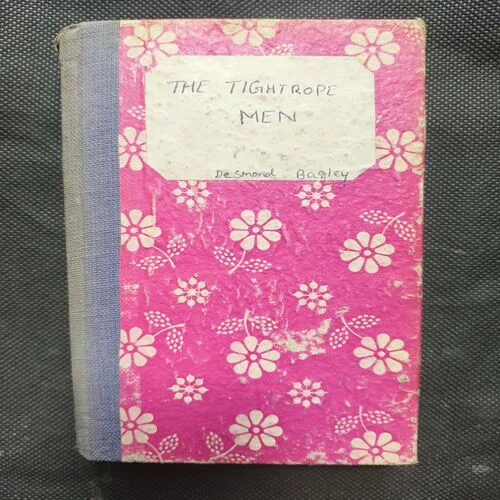 THE TIGHTROPE
MEN
Desmond Bagley